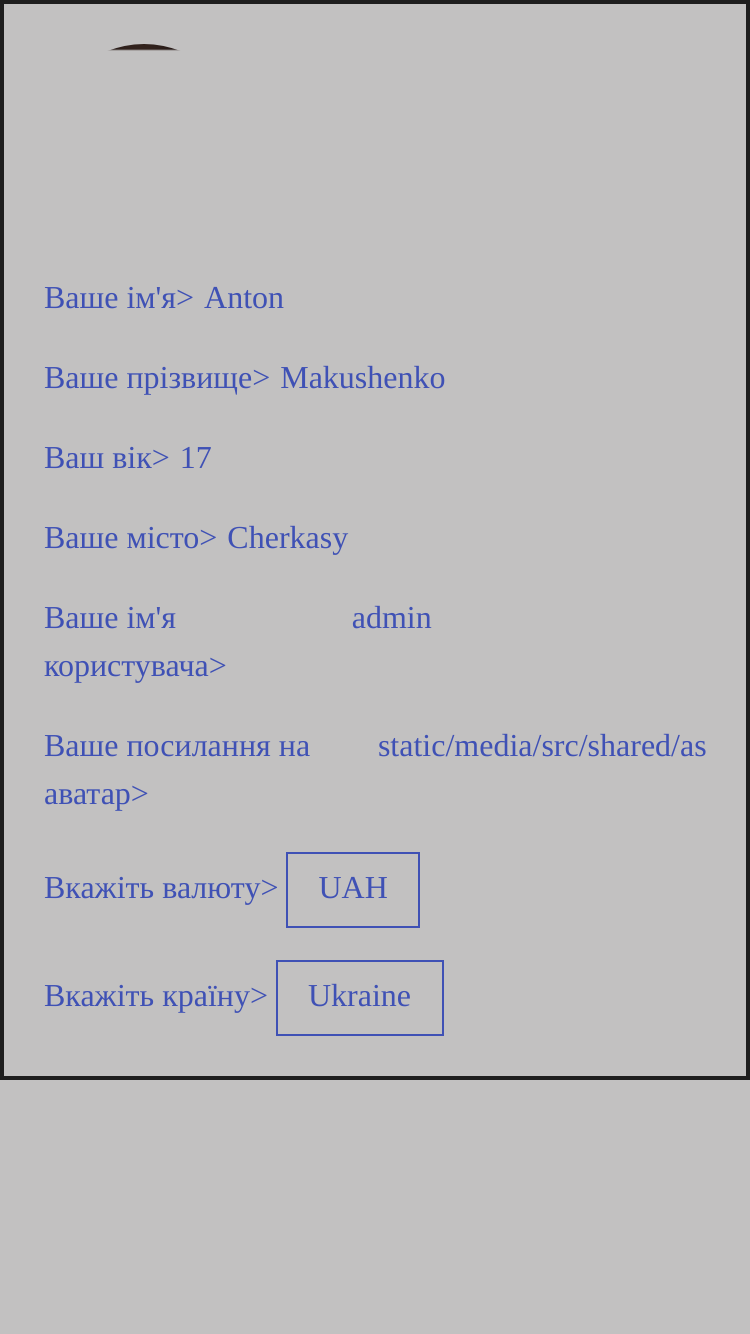 Ваше ім'я> Anton
Ваше прізвище> Makushenko
Ваш вік> 17
Ваше місто> Cherkasy
Ваше ім'я admin
користувача>
Ваше посилання на static/media/src/shared/as
аватар>
Вкажіть валюту> UAH
Вкажіть країну> Ukraine